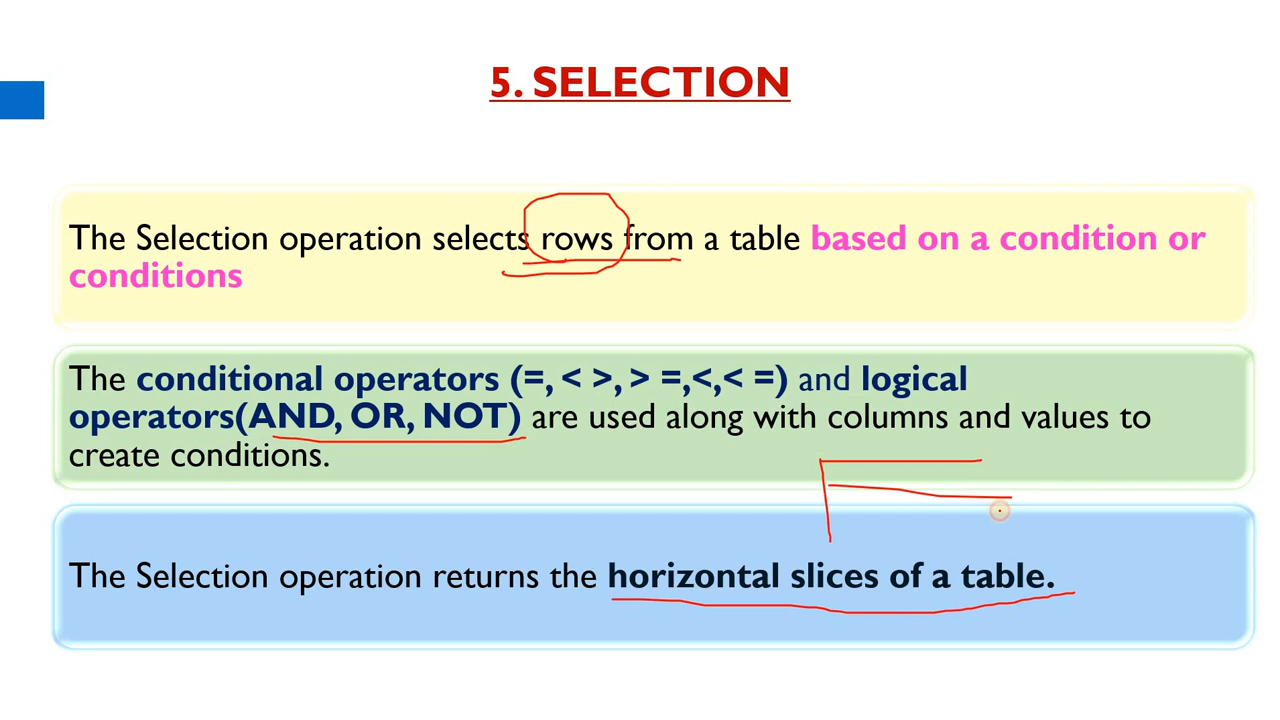 5. SELECTION
The Selection operation selects rows from a table based on a condition or
conditions
The conditional operators (=, < >, > =,<,< =) and logical
operators(AND, OR, NOT) are used along with columns and values to
create conditions.
The Selection operation returns the horizontal slices of a table.